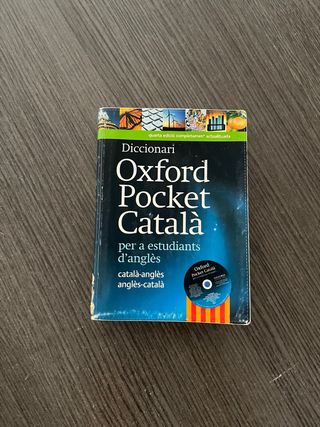 quarta edició completament actualitzada
Diccionari
Oxford
Pocket
Català
per a estudiants
d'anglès
català-anglès
anglès-català
Oxford
Pocket Català